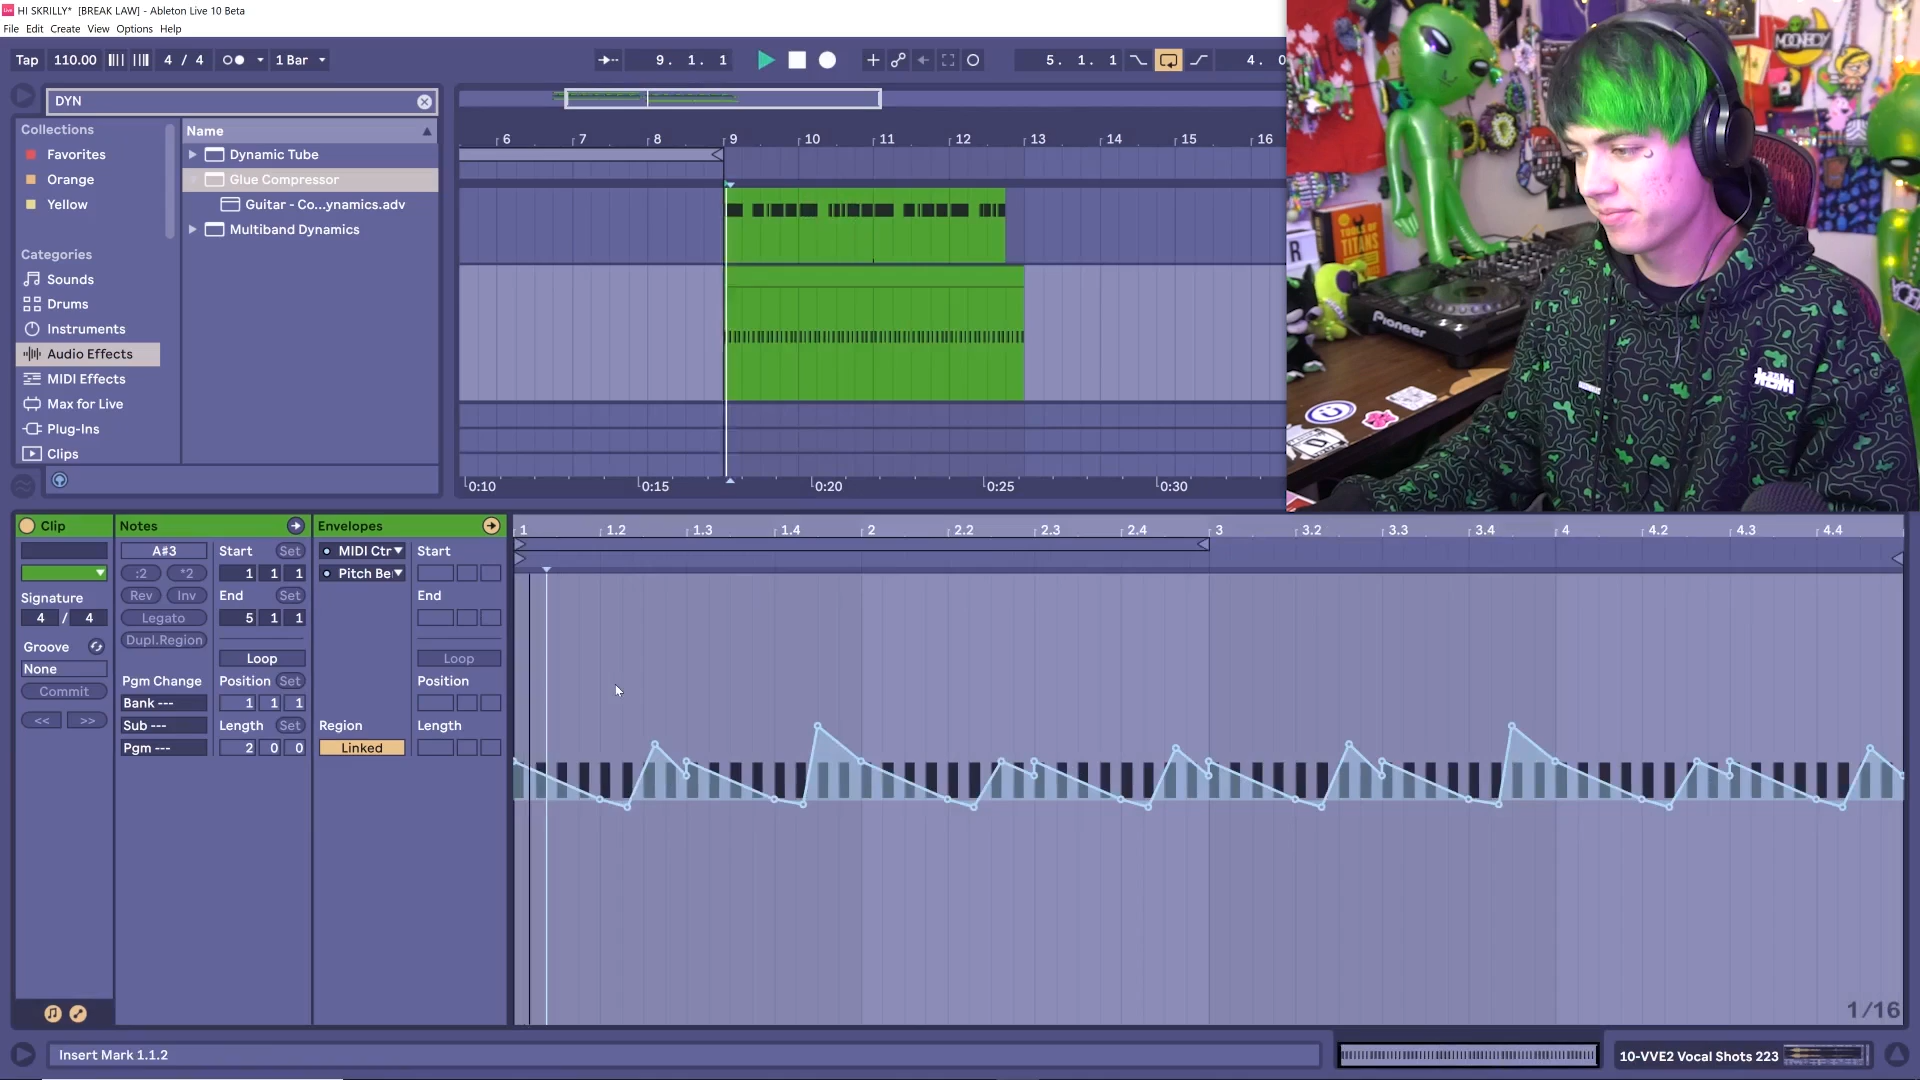 HI SKRILLY* [BREAK LAW] - Ableton Live 10 Beta
File Edit Create View Options Help
Tap 110.00 4 / 4 1 Bar 9. 1. 1 5. 1. 1 4. 0
DYN
Collections
Favorites
Orange
Yellow
Categories
Sounds
Drums
Instruments
Audio Effects
MIDI Effects
Max for Live
Plug-Ins
Clips
Name
Dynamic Tube
Glue Compressor
Guitar - Co...ynamics.adv
Multiband Dynamics
6 7 8 9 10 11 12 13 14 15 16
0:10 0:15 0:20 0:25 0:30
MOONBOY
TITANS
Pioneer
Clip
Signature
4 / 4
Groove
None
Commit
<< >>
Notes
A#3
:2 *2
Rev Inv
Legato
Dupl.Region
Pgm Change
Bank ---
Sub ---
Pgm ---
Start Set
1 1 1
End Set
5 1 1
Loop
Position Set
1 1 1
Length Set
2 0 0
Envelopes
MIDI Ctr
Pitch Be
Region
Linked
Start
End
Loop
Position
Length
1 1.2 1.3 1.4 2 2.2 2.3 2.4 3 3.2 3.3 3.4 4 4.2 4.3 4.4
1/16
Insert Mark 1.1.2
10-VVE2 Vocal Shots 223